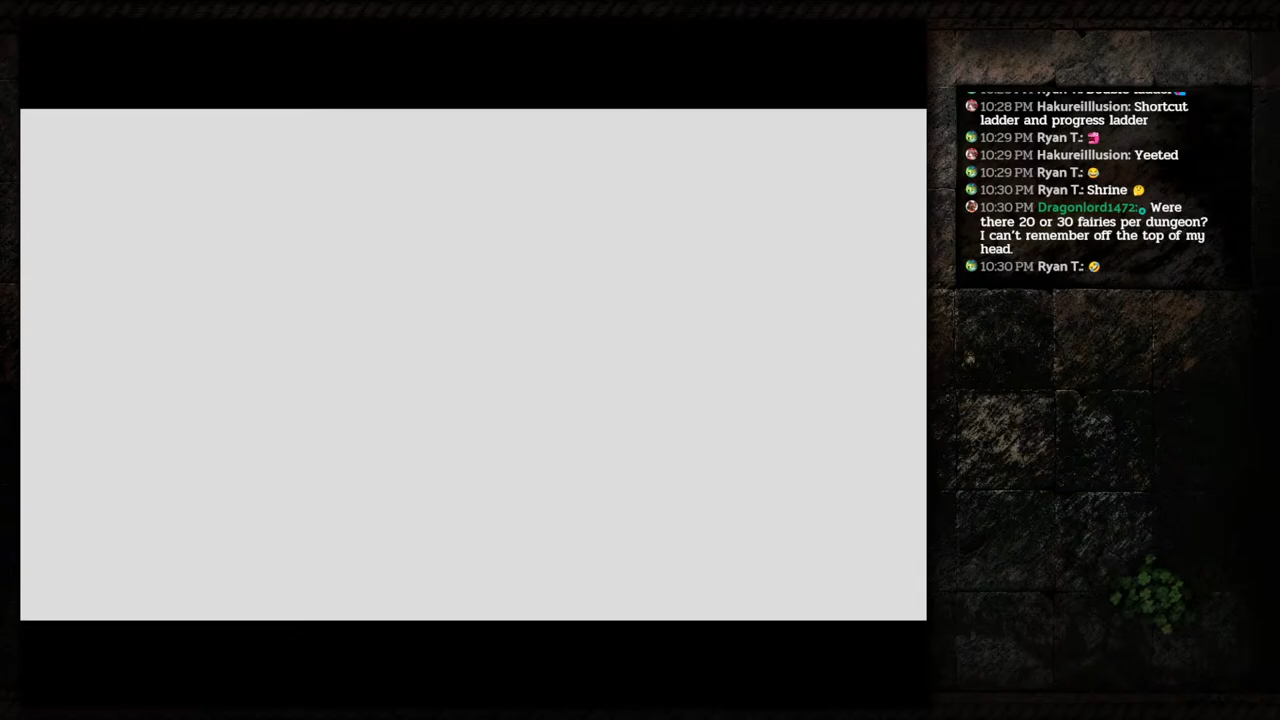 10:28 PM HakureiIllusion: Shortcut
ladder and progress ladder
10:29 PM Ryan T.:
10:29 PM HakureiIllusion: Yeeted
10:29 PM Ryan T.: 😂
10:30 PM Ryan T.: Shrine 🤔
10:30 PM Dragonlord1472: Were
there 20 or 30 fairies per dungeon?
I can't remember off the top of my
head.
10:30 PM Ryan T.: 🤣